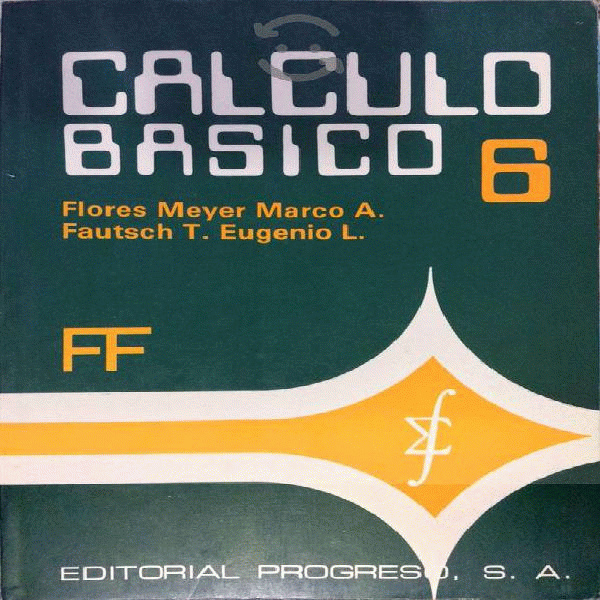 CALCULO
BASICO 6
Flores Meyer Marco A.
Fautsch T. Eugenio L.
FF
∫
Σ
EDITORIAL PROGRESO, S. A.